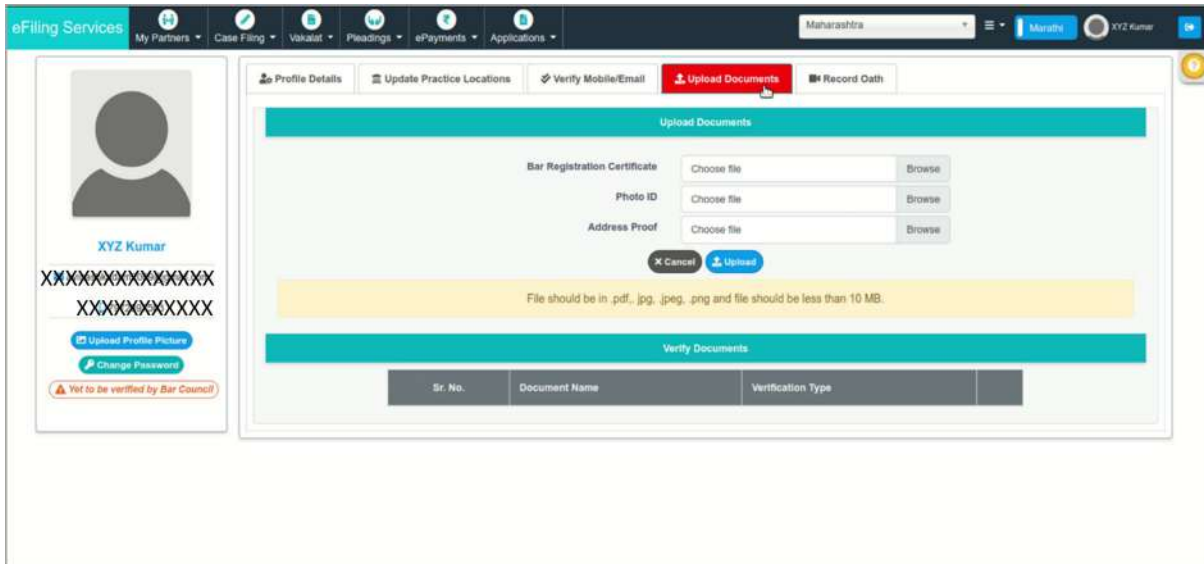 eFiling Services My Partners Case Filing Vakalat Pleadings ePayments Applications Maharashtra Marathi XYZ Kumar
Profile Details Update Practice Locations Verify Mobile/Email Upload Documents Record Oath
Upload Documents
Bar Registration Certificate Choose file Browse
Photo ID Choose file Browse
Address Proof Choose file Browse
X Cancel Upload
File should be in .pdf,. jpg, .jpeg, .png and file should be less than 10 MB.
XYZ Kumar
XXXXXXXXXXXXXX
XXXXXXXXXXX
Upload Profile Picture
Change Password
Yet to be verified by Bar Council
Verify Documents
Sr. No. Document Name Verification Type